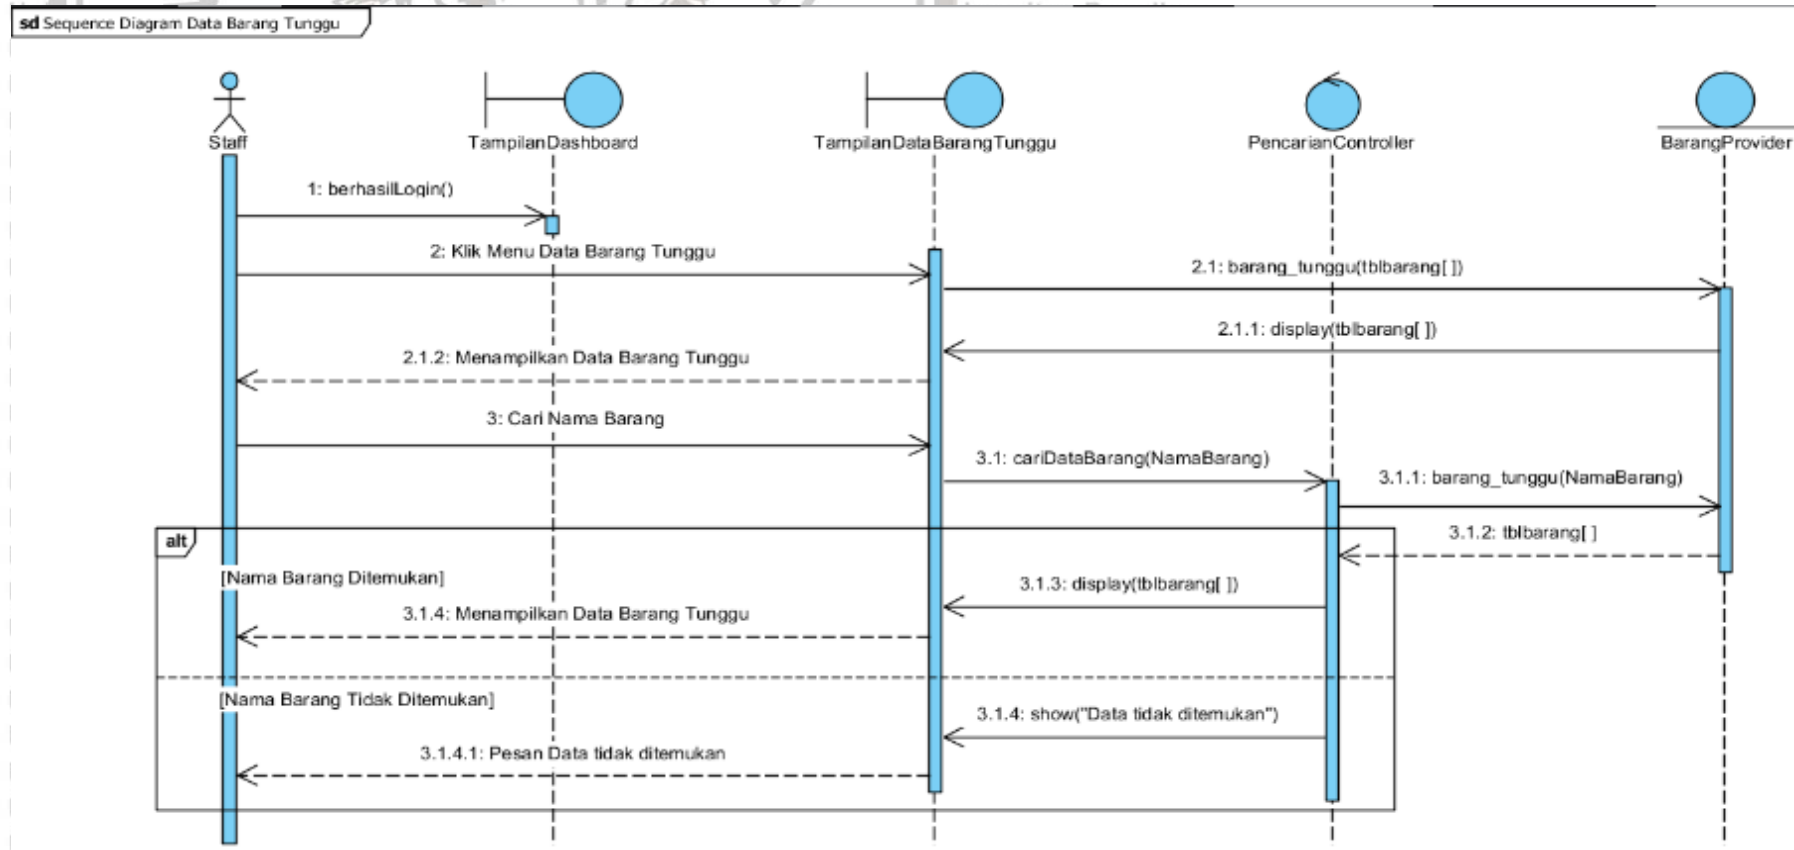 sd Sequence Diagram Data Barang Tunggu
Staff
TampilanDashboard
TampilanDataBarangTunggu
PencarianController
BarangProvider
1: berhasilLogin()
2: Klik Menu Data Barang Tunggu
2.1: barang_tunggu(tblbarang[ ])
2.1.1: display(tblbarang[ ])
2.1.2: Menampilkan Data Barang Tunggu
3: Cari Nama Barang
3.1: cariDataBarang(NamaBarang)
3.1.1: barang_tunggu(NamaBarang)
3.1.2: tblbarang[ ]
alt
[Nama Barang Ditemukan]
3.1.3: display(tblbarang[ ])
3.1.4: Menampilkan Data Barang Tunggu
[Nama Barang Tidak Ditemukan]
3.1.4: show("Data tidak ditemukan")
3.1.4.1: Pesan Data tidak ditemukan